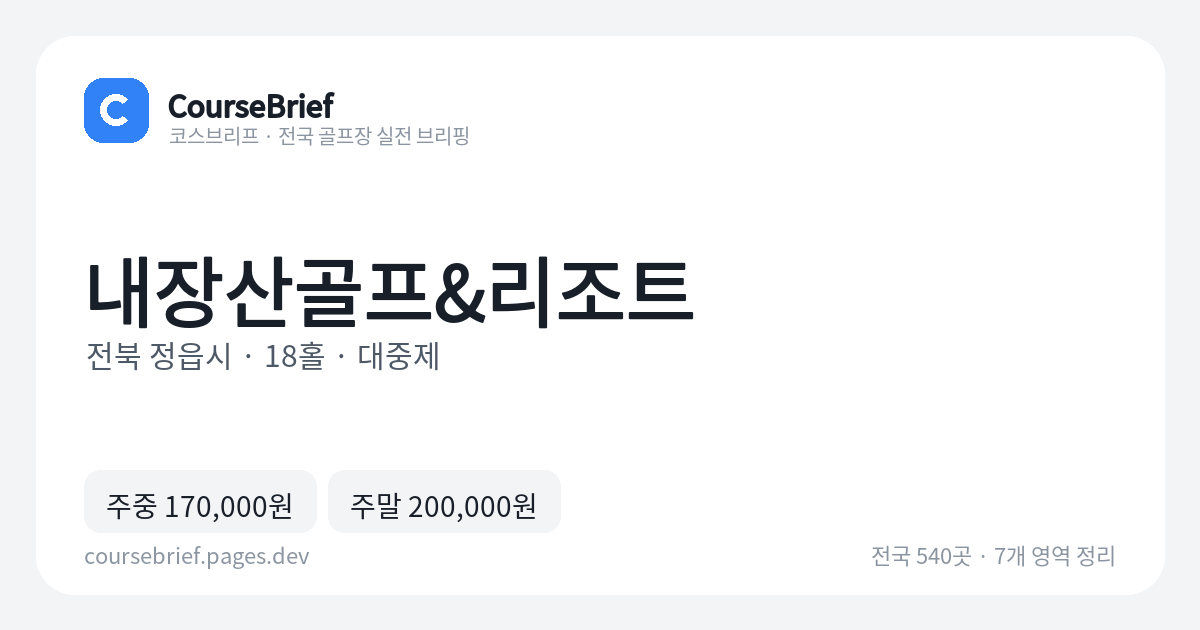 C
CourseBrief
코스브리프 · 전국 골프장 실전 브리핑
내장산골프&리조트
전북 정읍시 · 18홀 · 대중제
주중 170,000원
주말 200,000원
coursebrief.pages.dev
전국 540곳 · 7개 영역 정리